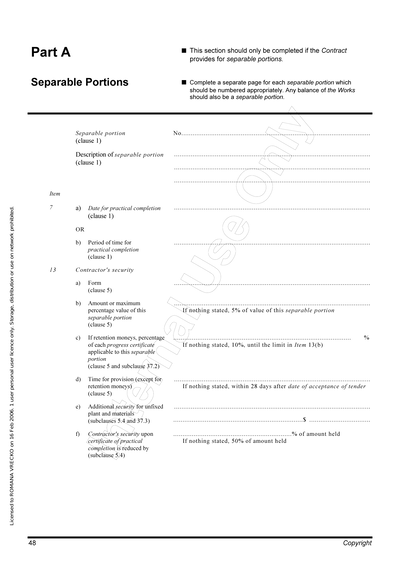 Part A
■ This section should only be completed if the Contract
provides for separable portions.
Separable Portions
■ Complete a separate page for each separable portion which
should be numbered appropriately. Any balance of the Works
should also be a separable portion.
Separable portion
(clause 1)
No.
Description of separable portion
(clause 1)
Item
7 a) Date for practical completion
(clause 1)
OR
b) Period of time for
practical completion
(clause 1)
13 Contractor's security
a) Form
(clause 5)
b) Amount or maximum
percentage value of this
separable portion
(clause 5)
If nothing stated, 5% of value of this separable portion
c) If retention moneys, percentage
of each progress certificate
applicable to this separable
portion
(clause 5 and subclause 37.2)
%
If nothing stated, 10%, until the limit in Item 13(b)
d) Time for provision (except for
retention moneys)
(clause 5)
If nothing stated, within 28 days after date of acceptance of tender
e) Additional security for unfixed
plant and materials
(subclauses 5.4 and 37.3)
$
f) Contractor's security upon
certificate of practical
completion is reduced by
(subclause 5.4)
% of amount held
If nothing stated, 50% of amount held
Internal Use Only
Licensed to ROMANA VRECKO on 16 Feb 2006. 1 user personal user licence only. Storage, distribution or use on network prohibited.
48
Copyright